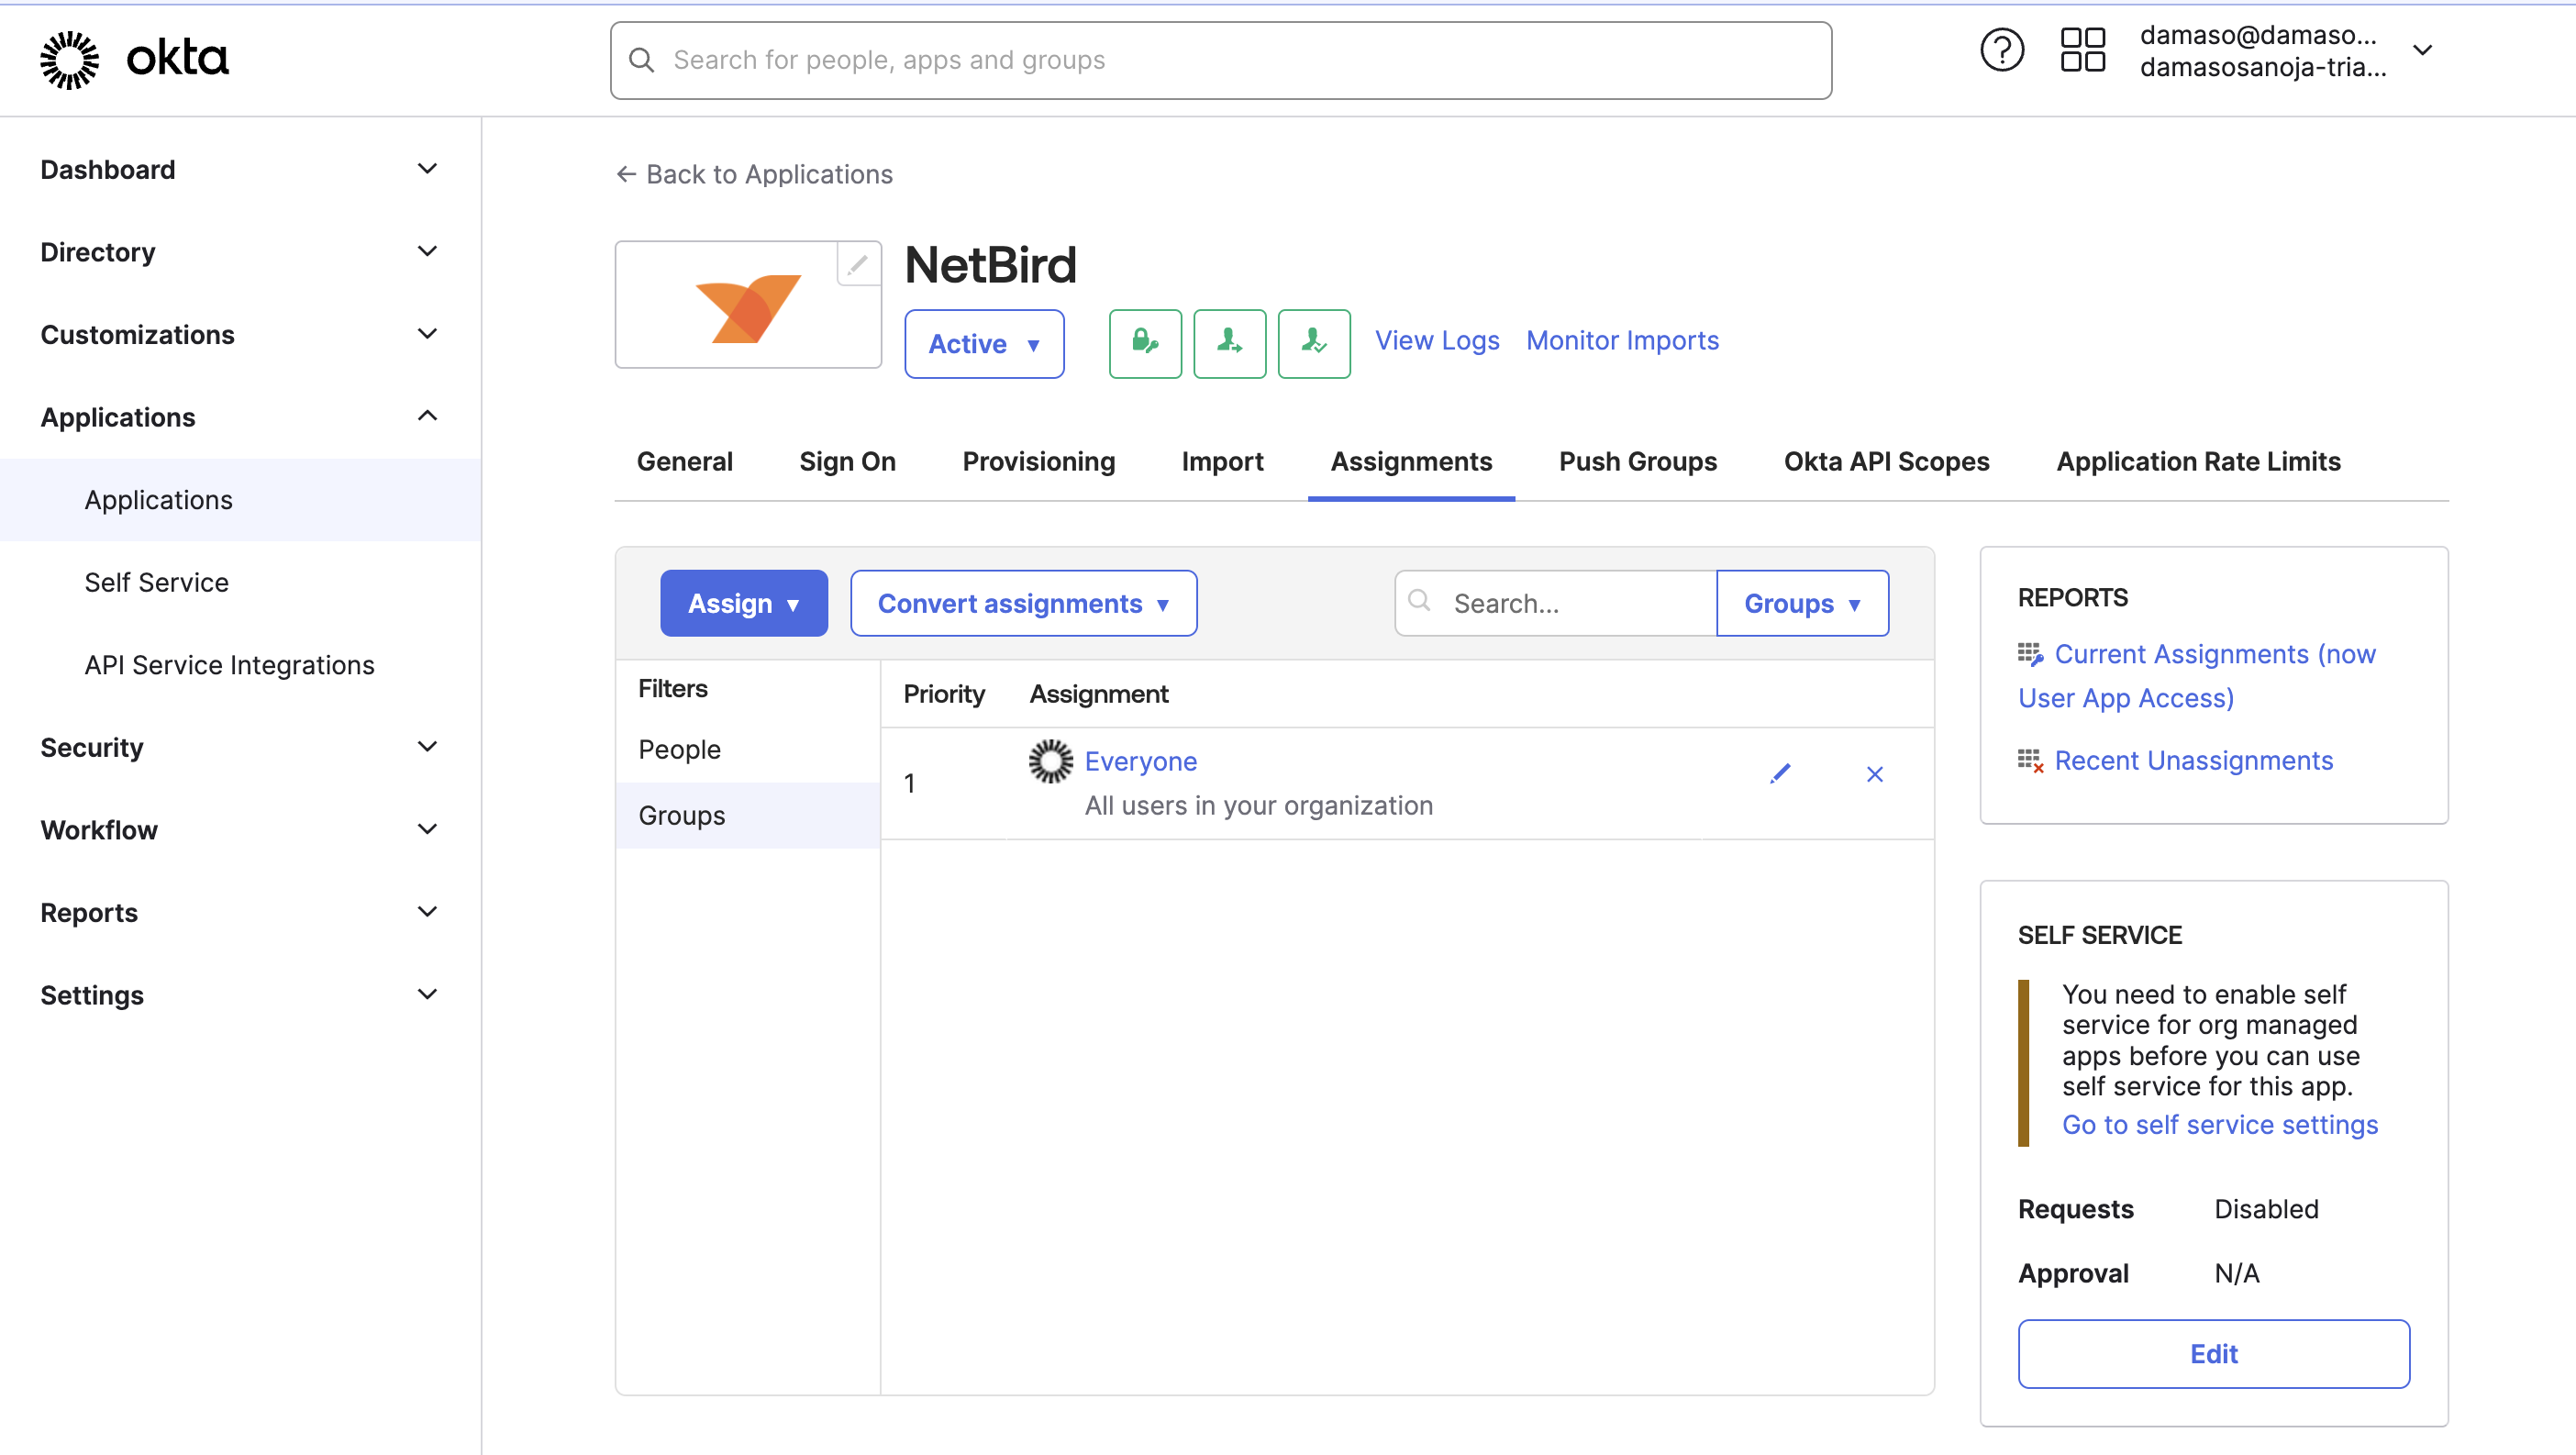 okta
Search for people, apps and groups
damaso@damaso...
damasosanoja-tria...
Dashboard
Directory
Customizations
Applications
Applications
Self Service
API Service Integrations
Security
Workflow
Reports
Settings
← Back to Applications
NetBird
Active ▼
View Logs
Monitor Imports
General
Sign On
Provisioning
Import
Assignments
Push Groups
Okta API Scopes
Application Rate Limits
Assign ▼
Convert assignments ▼
Search...
Groups ▼
Filters
People
Groups
Priority
Assignment
1
Everyone
All users in your organization
REPORTS
Current Assignments (now
User App Access)
Recent Unassignments
SELF SERVICE
You need to enable self
service for org managed
apps before you can use
self service for this app.
Go to self service settings
Requests Disabled
Approval N/A
Edit